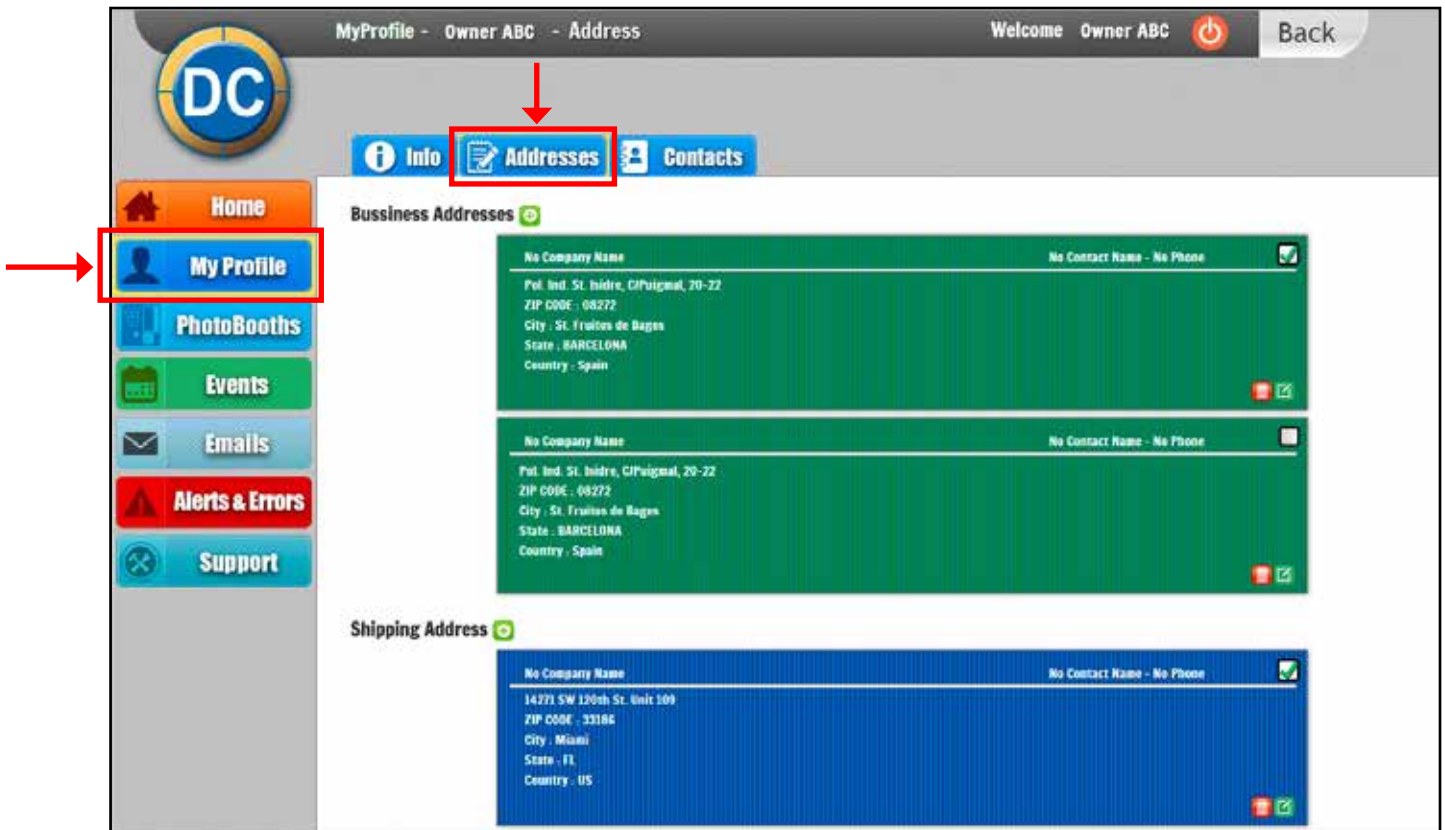 MyProfile - Owner ABC - Address
Welcome Owner ABC
Back
DC
Info
Addresses
Contacts
Home
My Profile
PhotoBooths
Events
Emails
Alerts & Errors
Support
Bussiness Addresses
No Company Name
No Contact Name - No Phone
Pol. Ind. St. Isidre, C/Puigmal, 20-22
ZIP CODE : 08272
City : St. Fruitos de Bages
State : BARCELONA
Country : Spain
No Company Name
No Contact Name - No Phone
Pol. Ind. St. Isidre, C/Puigmal, 20-22
ZIP CODE : 08272
City : St. Fruitos de Bages
State : BARCELONA
Country : Spain
Shipping Address
No Company Name
No Contact Name - No Phone
14271 SW 120th St. Unit 109
ZIP CODE : 33186
City : Miami
State : FL
Country : US